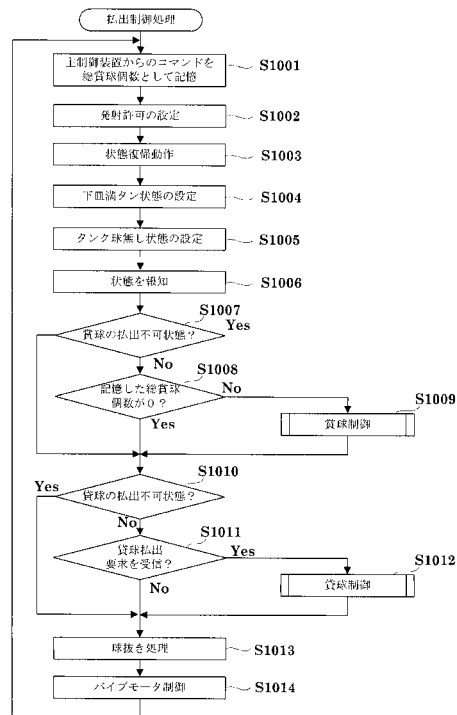 払出制御処理
主制御装置からのコマンドを
総賞球個数として記憶
S1001
発射許可の設定
S1002
状態復帰動作
S1003
下皿満タン状態の設定
S1004
タンク球無し状態の設定
S1005
状態を報知
S1006
S1007
賞球の払出不可状態?
Yes
No
S1008
記憶した総賞球
個数が0?
No
Yes
S1009
賞球制御
S1010
Yes
貸球の払出不可状態?
No
S1011
貸球払出
要求を受信?
Yes
No
S1012
貸球制御
球抜き処理
S1013
バイブモータ制御
S1014